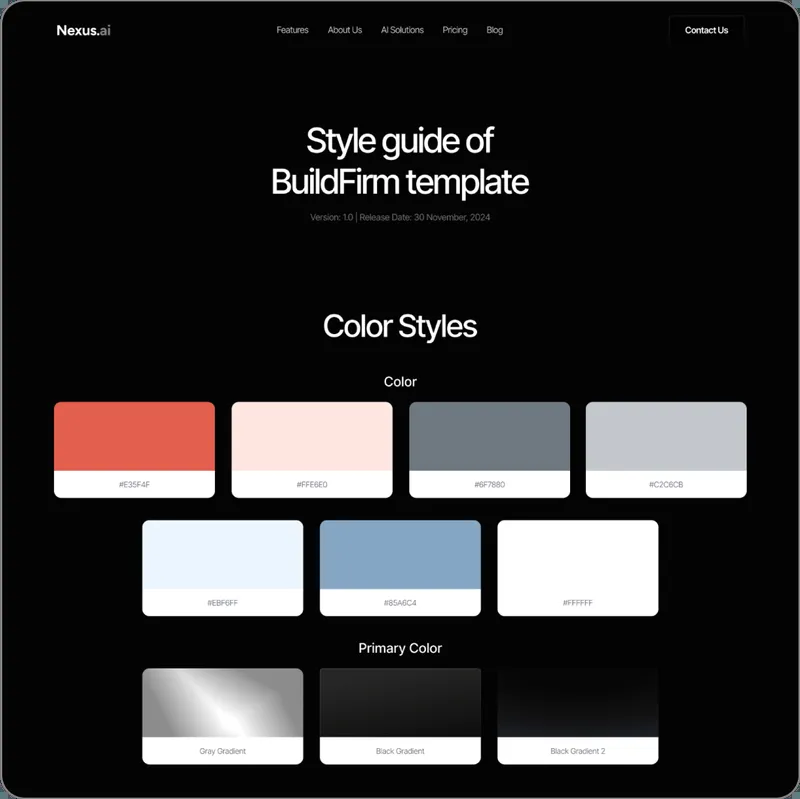 Nexus.ai
Features About Us AI Solutions Pricing Blog
Contact Us
Style guide of
BuildFirm template
Version: 1.0 | Release Date: 30 November, 2024
Color Styles
Color
#E35F4F
#FFE6E0
#6F7880
#C2C6CB
#EBF6FF
#85A6C4
#FFFFFF
Primary Color
Gray Gradient
Black Gradient
Black Gradient 2